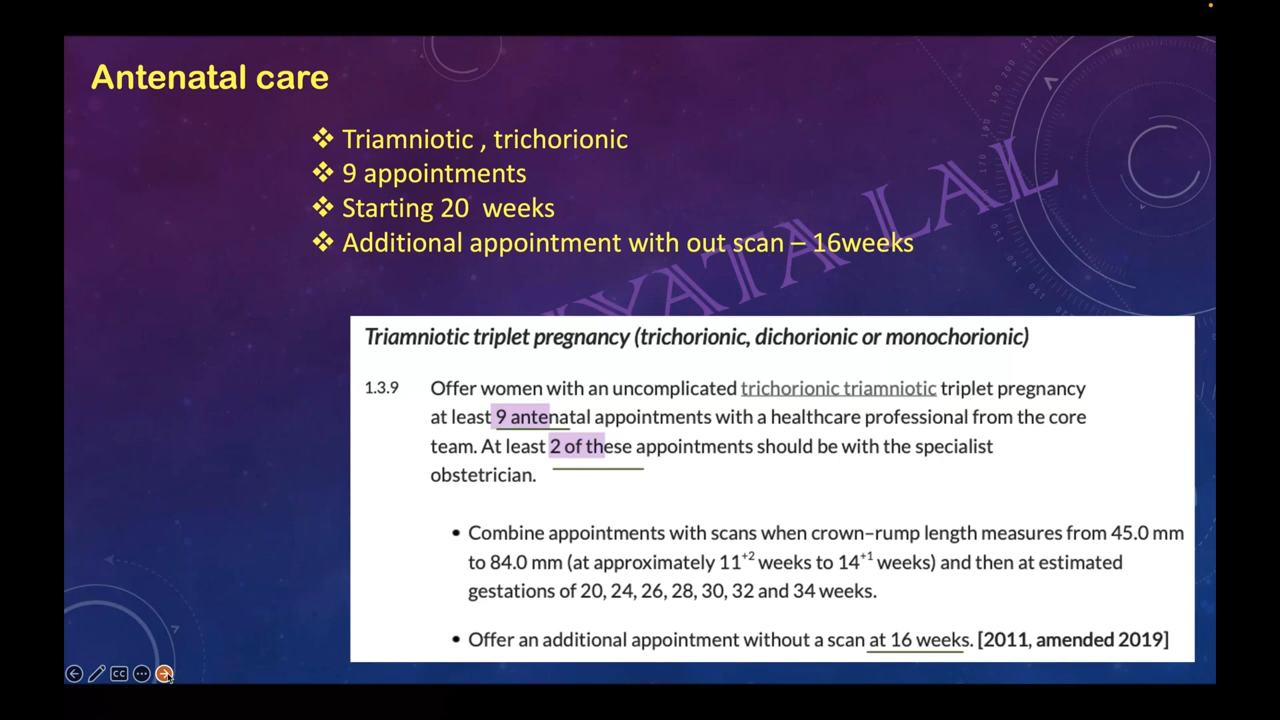 Antenatal care
❖ Triamniotic , trichorionic
❖ 9 appointments
❖ Starting 20 weeks
❖ Additional appointment with out scan – 16weeks
LAL
Triamniotic triplet pregnancy (trichorionic, dichorionic or monochorionic)
1.3.9 Offer women with an uncomplicated trichorionic triamniotic triplet pregnancy
at least 9 antenatal appointments with a healthcare professional from the core
team. At least 2 of these appointments should be with the specialist
obstetrician.
• Combine appointments with scans when crown–rump length measures from 45.0 mm
to 84.0 mm (at approximately 11+2 weeks to 14+1 weeks) and then at estimated
gestations of 20, 24, 26, 28, 30, 32 and 34 weeks.
• Offer an additional appointment without a scan at 16 weeks. [2011, amended 2019]
CC